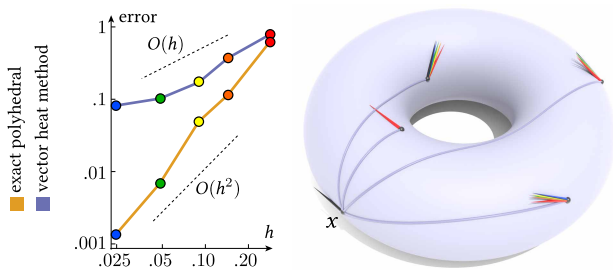 error
1
.1
.01
.001
.025
.05
.10
.20
h
O(h)
O(h²)
exact polyhedral
vector heat method
x